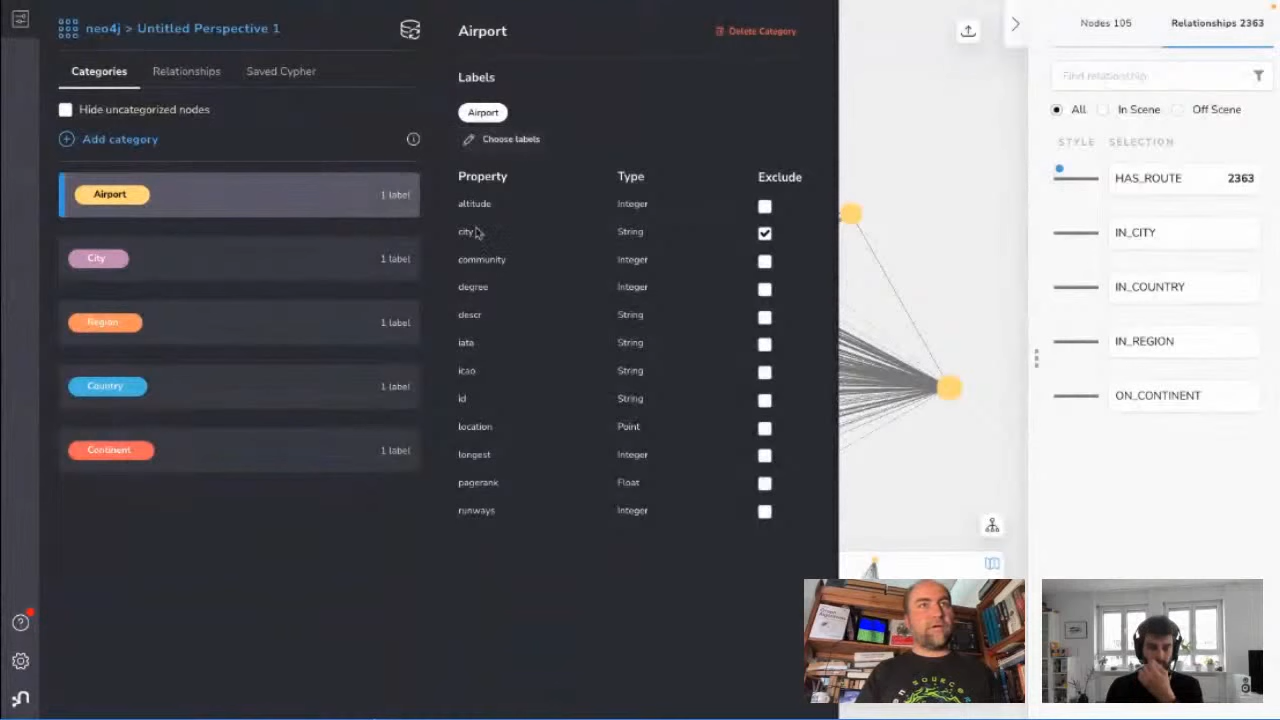 neo4j > Untitled Perspective 1
Categories
Relationships
Saved Cypher
Hide uncategorized nodes
Add category
Airport
1 label
City
1 label
Region
1 label
Country
1 label
Continent
1 label
Airport
Delete Category
Labels
Airport
Choose labels
Property Type Exclude
altitude Integer
city String
community Integer
degree Integer
descr String
iata String
icao String
id String
location Point
longest Integer
pagerank Float
runways Integer
Nodes 105
Relationships 2363
Find relationship
All In Scene Off Scene
STYLE SELECTION
HAS_ROUTE 2363
IN_CITY
IN_COUNTRY
IN_REGION
ON_CONTINENT